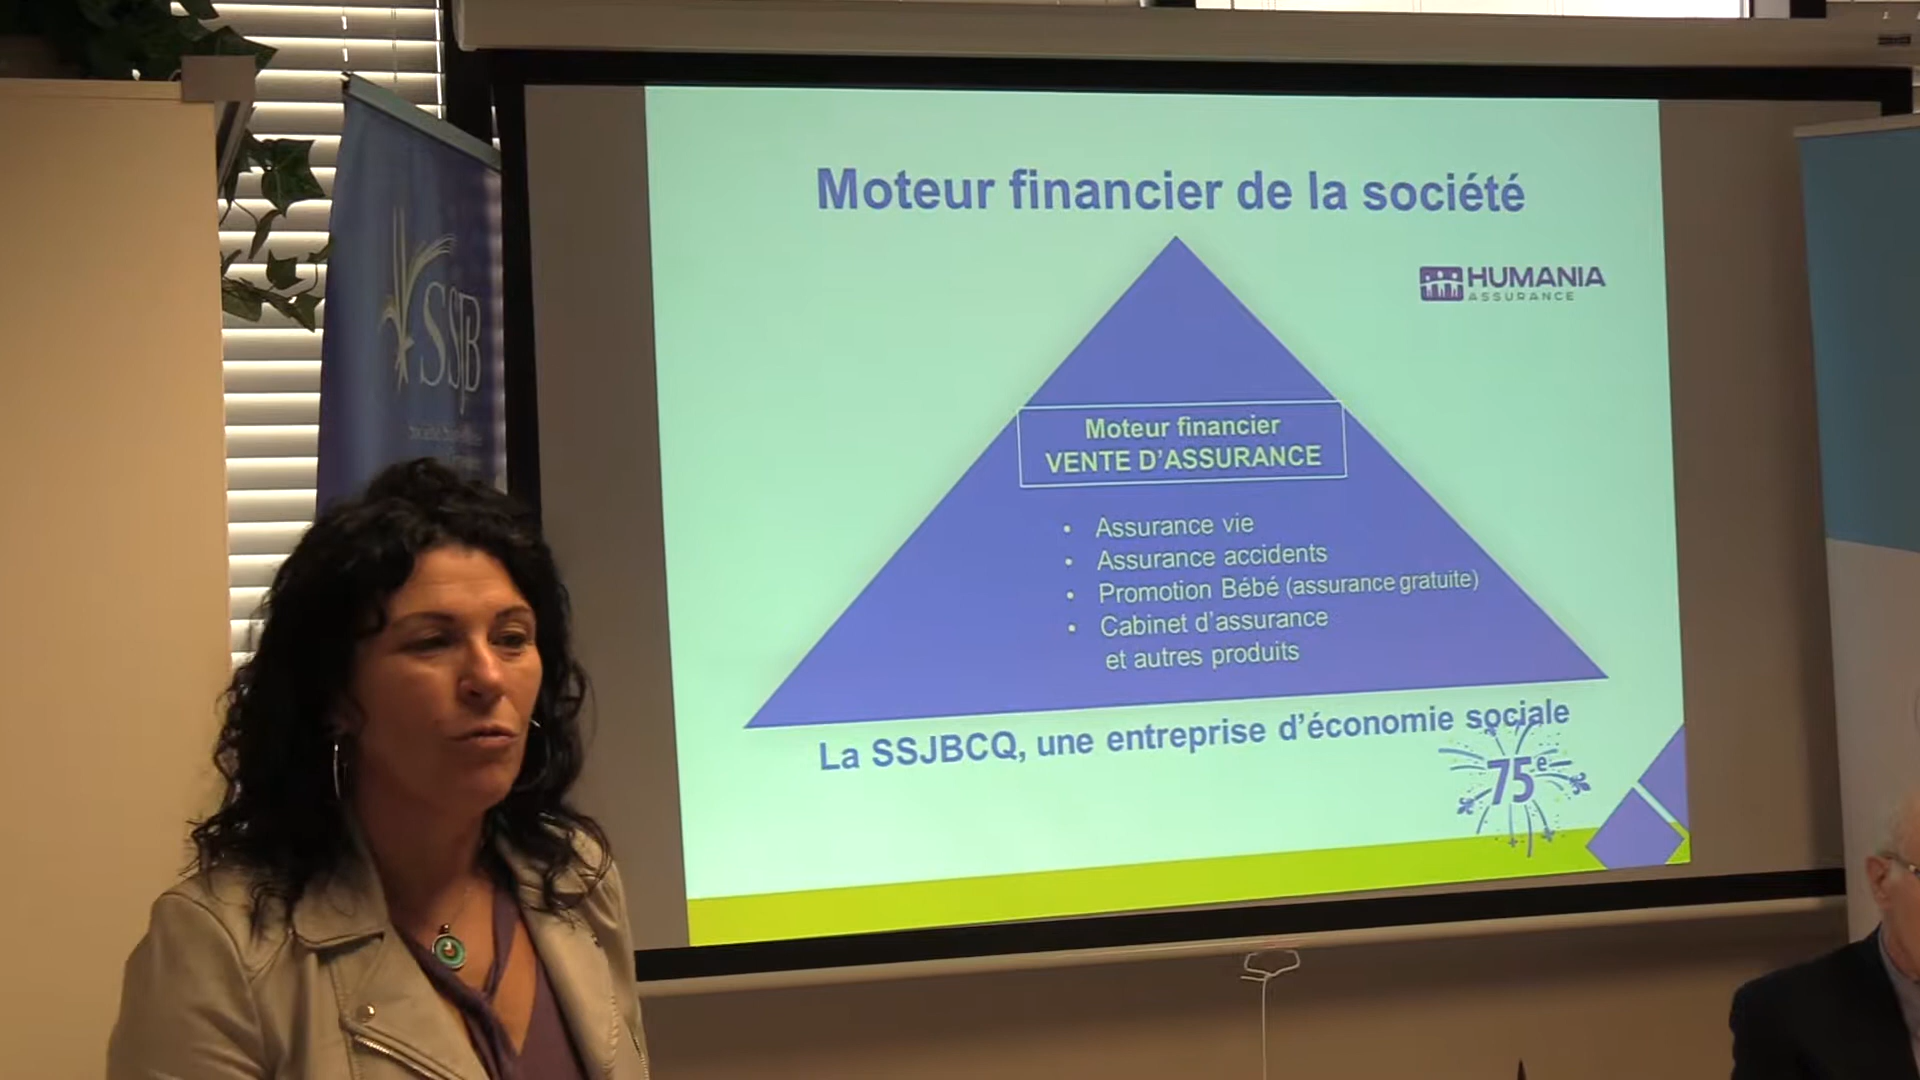 Moteur financier de la société
HUMANIA
ASSURANCE
Moteur financier
VENTE D'ASSURANCE
• Assurance vie
• Assurance accidents
• Promotion Bébé (assurance gratuite)
• Cabinet d'assurance
et autres produits
La SSJBCQ, une entreprise d'économie sociale
75e
SSJB